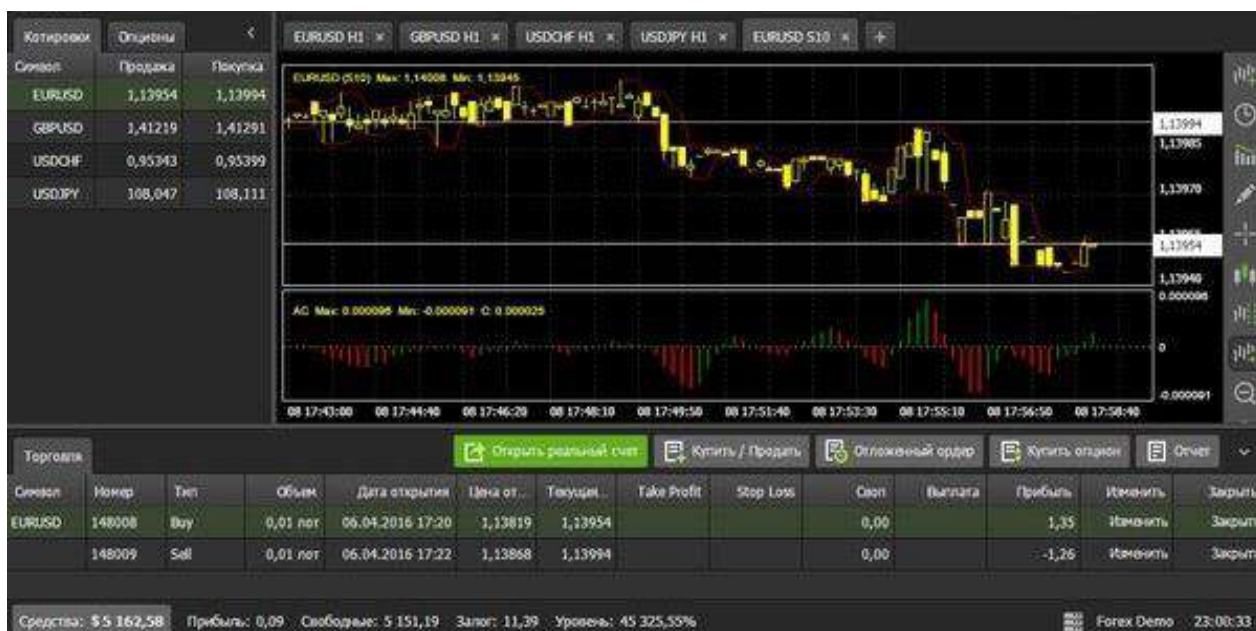 Котировки Опционы
EURUSD H1 × GBPUSD H1 × USDCHF H1 × USDJPY H1 × EURUSD S10 × +
Символ Продажа Покупка
EURUSD 1,13954 1,13994
GBPUSD 1,41219 1,41291
USDCHF 0,95343 0,95399
USDJPY 108,047 108,111
EURUSD (S10) Max: 1,14008 Min: 1,13945
1,13994
1,13985
1,13970
1,13954
1,13940
AC Max: 0.000096 Min: -0.000091 C: 0.000025
0.000096
0
-0.000091
08 17:43:00 08 17:44:40 08 17:46:20 08 17:48:10 08 17:49:50 08 17:51:40 08 17:53:30 08 17:55:10 08 17:56:50 08 17:58:40
Торговля
Открыть реальный счет Купить / Продать Отложенный ордер Купить опцион Отчет
Символ Номер Тип Объем Дата открытия Цена от... Текущая... Take Profit Stop Loss Своп Выплата Прибыль Изменить Закрыть
EURUSD 148008 Buy 0,01 лот 06.04.2016 17:20 1,13819 1,13954 0,00 1,35 Изменить Закрыть
148009 Sell 0,01 лот 06.04.2016 17:22 1,13868 1,13994 0,00 -1,26 Изменить Закрыть
Средства: $ 5 162,58 Прибыль: 0,09 Свободные: 5 151,19 Залог: 11,39 Уровень: 45 325,55% Forex Demo 23:00:33